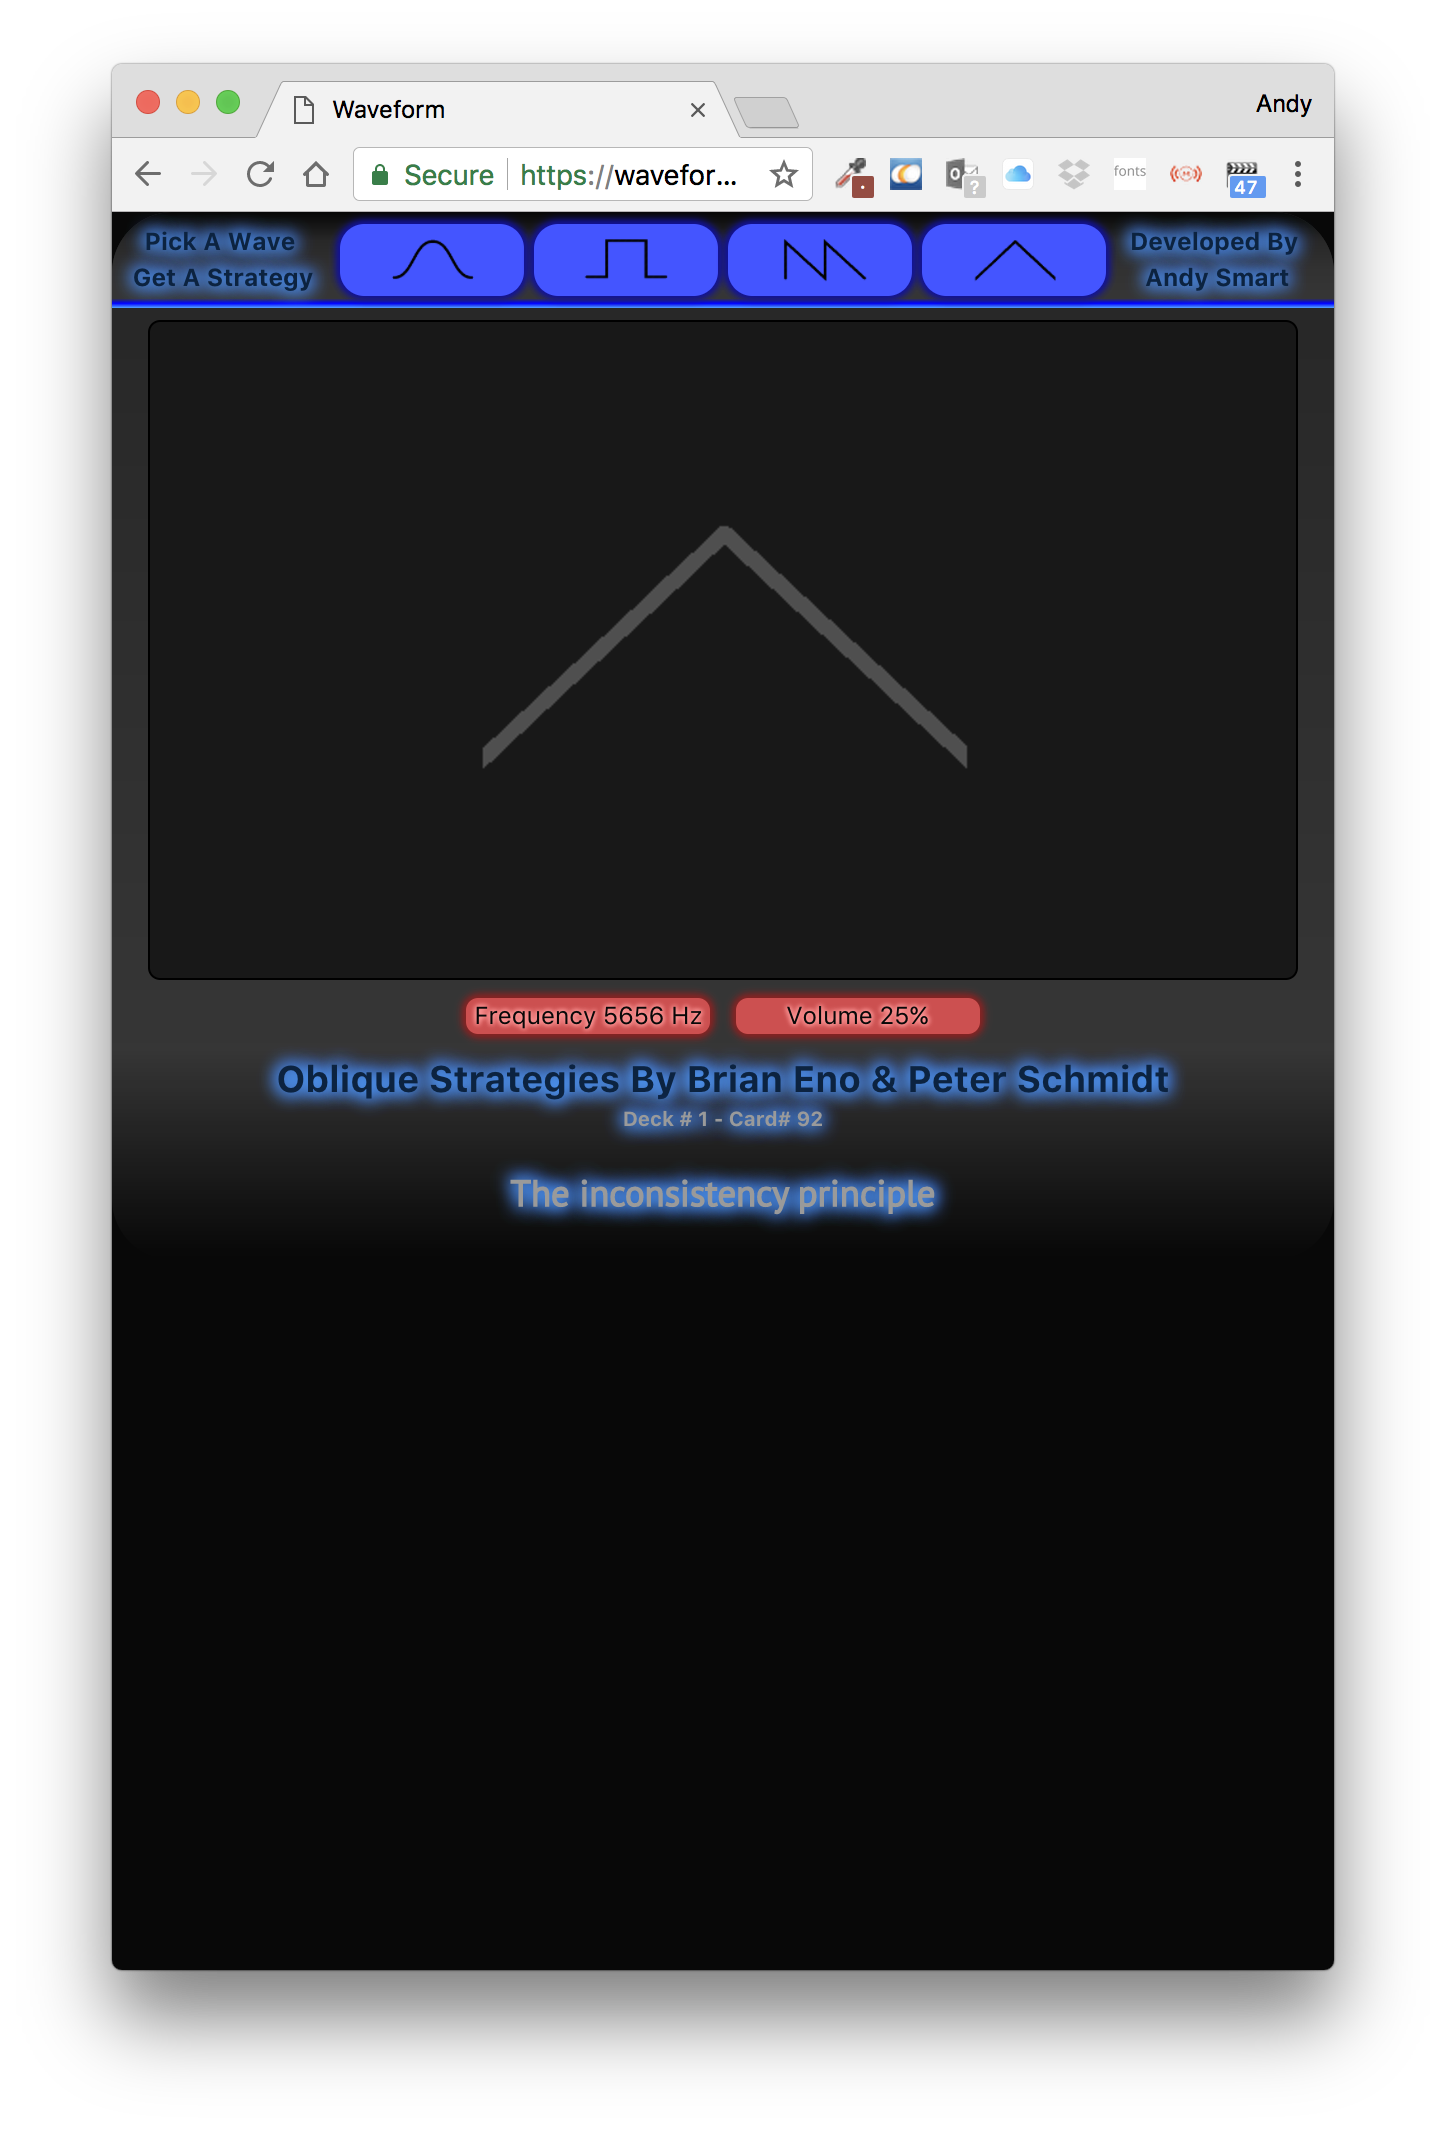 Waveform
Andy
Secure
https://wavefor...
?
fonts
47
Pick A Wave
Get A Strategy
Developed By
Andy Smart
Frequency 5656 Hz
Volume 25%
Oblique Strategies By Brian Eno & Peter Schmidt
Deck # 1 - Card# 92
The inconsistency principle